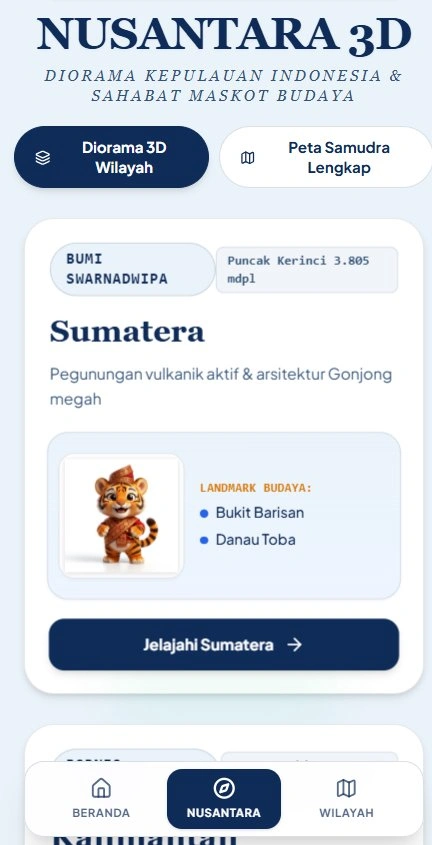 NUSANTARA 3D
DIORAMA KEPULAUAN INDONESIA &
SAHABAT MASKOT BUDAYA
Diorama 3D
Wilayah
Peta Samudra
Lengkap
BUMI
SWARNADWIPA
Puncak Kerinci 3.805
mdpl
Sumatera
Pegunungan vulkanik aktif & arsitektur Gonjong
megah
LANDMARK BUDAYA:
Bukit Barisan
Danau Toba
Jelajahi Sumatera
BERANDA
NUSANTARA
WILAYAH
Kalimantan